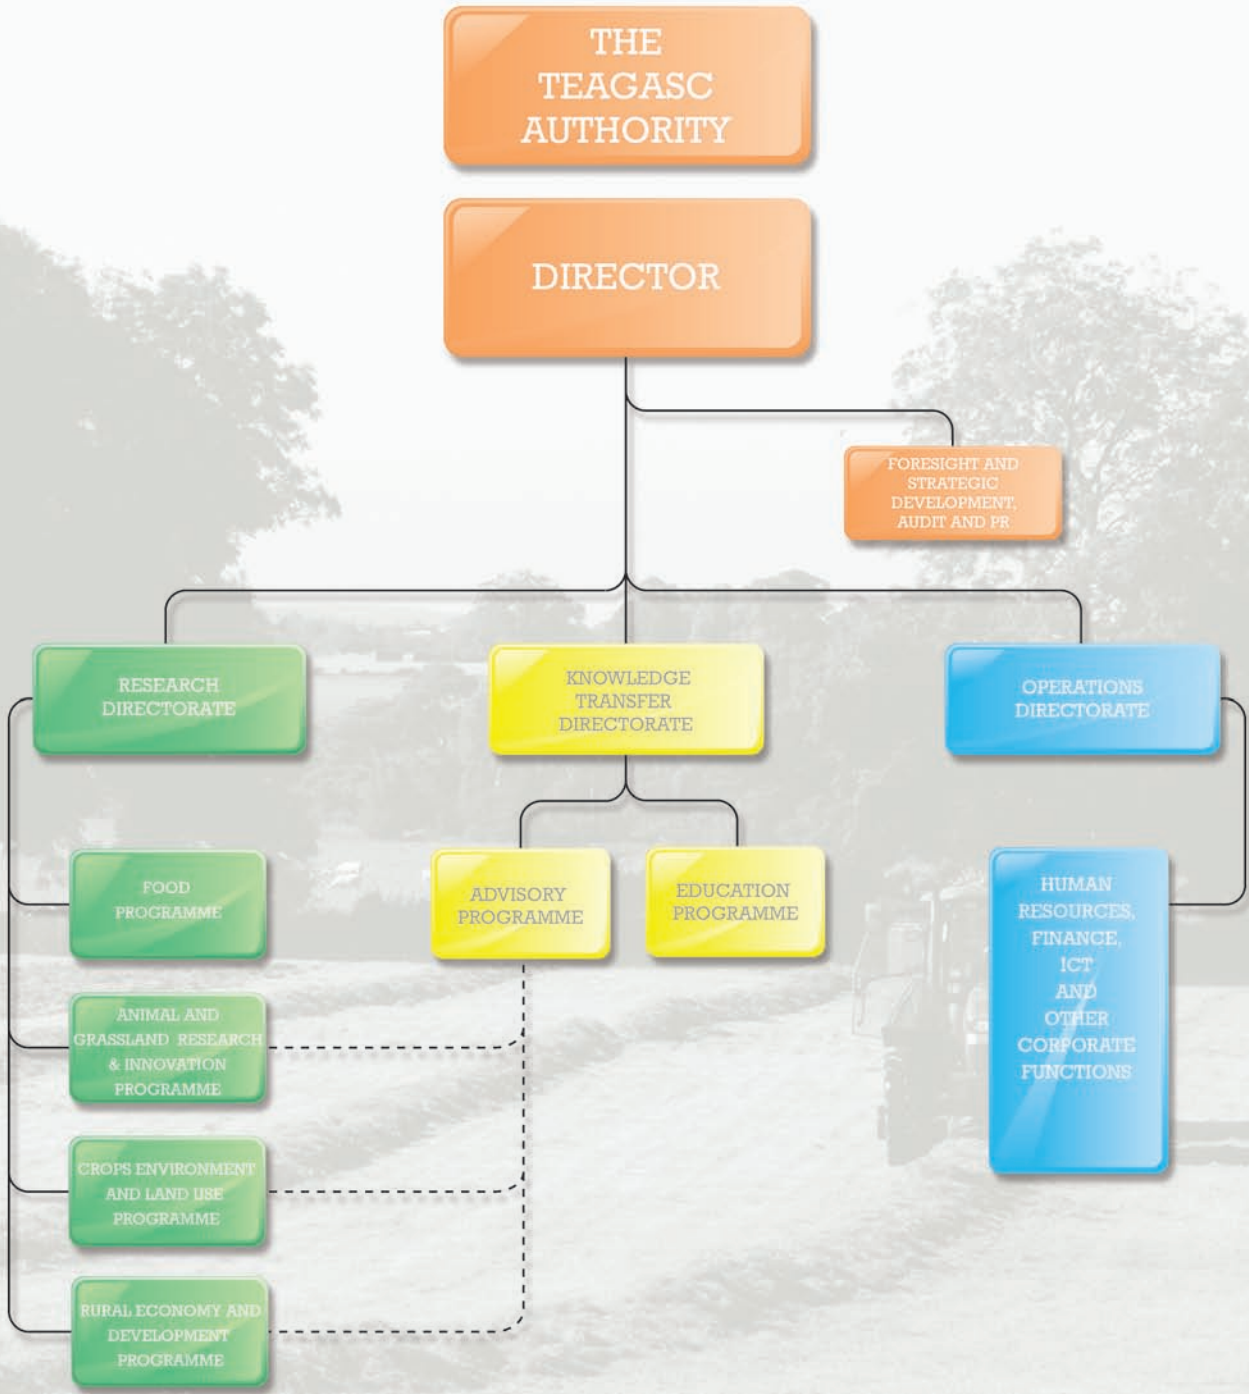 THE
TEAGASC
AUTHORITY
DIRECTOR
FORESIGHT AND
STRATEGIC
DEVELOPMENT,
AUDIT AND PR
RESEARCH
DIRECTORATE
KNOWLEDGE
TRANSFER
DIRECTORATE
OPERATIONS
DIRECTORATE
FOOD
PROGRAMME
ADVISORY
PROGRAMME
EDUCATION
PROGRAMME
HUMAN
RESOURCES,
FINANCE,
ICT
AND
OTHER
CORPORATE
FUNCTIONS
ANIMAL AND
GRASSLAND RESEARCH
& INNOVATION
PROGRAMME
CROPS ENVIRONMENT
AND LAND USE
PROGRAMME
RURAL ECONOMY AND
DEVELOPMENT
PROGRAMME